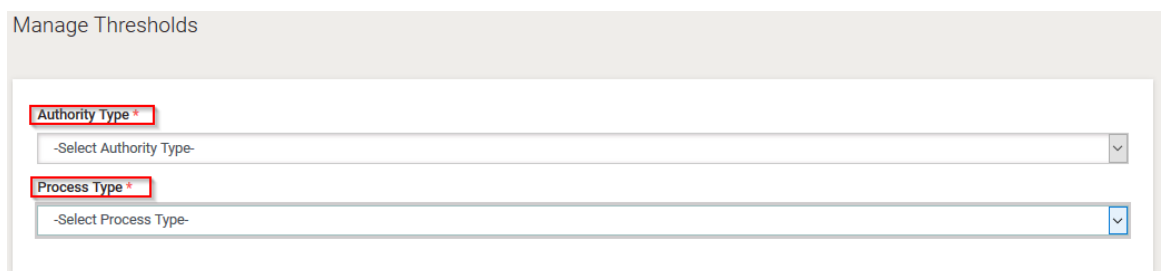 Manage Thresholds
Authority Type *
-Select Authority Type-
Process Type *
-Select Process Type-